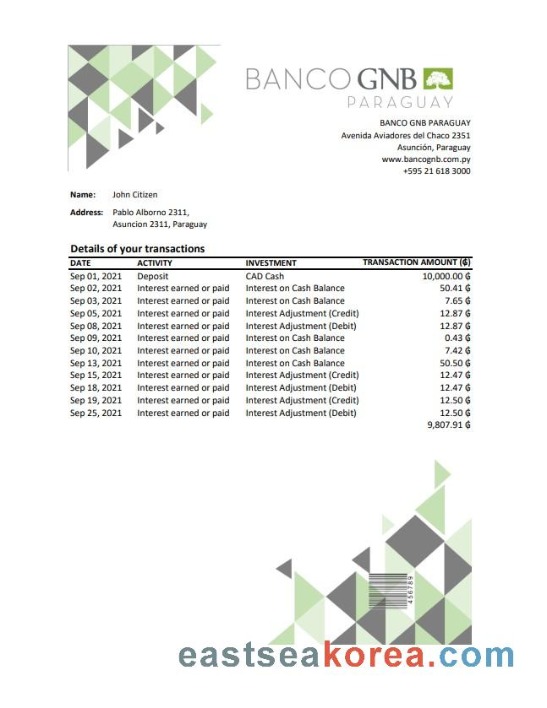 BANCO GNB
PARAGUAY
BANCO GNB PARAGUAY
Avenida Aviadores del Chaco 2351
Asunción, Paraguay
www.bancognb.com.py
+595 21 618 3000
Name: John Citizen
Address: Pablo Alborno 2311,
Asuncion 2311, Paraguay
Details of your transactions
DATE ACTIVITY INVESTMENT TRANSACTION AMOUNT (₲)
Sep 01, 2021 Deposit CAD Cash 10,000.00 ₲
Sep 02, 2021 Interest earned or paid Interest on Cash Balance 50.41 ₲
Sep 03, 2021 Interest earned or paid Interest on Cash Balance 7.65 ₲
Sep 05, 2021 Interest earned or paid Interest Adjustment (Credit) 12.87 ₲
Sep 08, 2021 Interest earned or paid Interest Adjustment (Debit) 12.87 ₲
Sep 09, 2021 Interest earned or paid Interest on Cash Balance 0.43 ₲
Sep 10, 2021 Interest earned or paid Interest on Cash Balance 7.42 ₲
Sep 13, 2021 Interest earned or paid Interest on Cash Balance 50.50 ₲
Sep 15, 2021 Interest earned or paid Interest Adjustment (Credit) 12.47 ₲
Sep 18, 2021 Interest earned or paid Interest Adjustment (Debit) 12.47 ₲
Sep 19, 2021 Interest earned or paid Interest Adjustment (Credit) 12.50 ₲
Sep 25, 2021 Interest earned or paid Interest Adjustment (Debit) 12.50 ₲
9,807.91 ₲
456789
eastseakorea.com